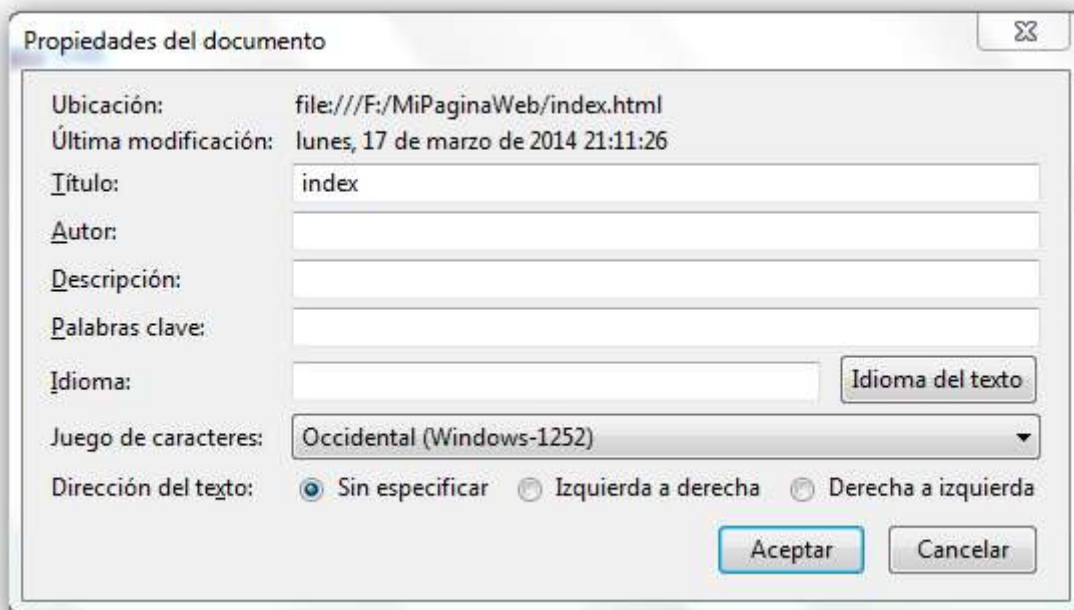 Propiedades del documento
Ubicación: file:///F:/MiPaginaWeb/index.html
Última modificación: lunes, 17 de marzo de 2014 21:11:26
Título: index
Autor:
Descripción:
Palabras clave:
Idioma: Idioma del texto
Juego de caracteres: Occidental (Windows-1252)
Dirección del texto: Sin especificar Izquierda a derecha Derecha a izquierda
Aceptar Cancelar